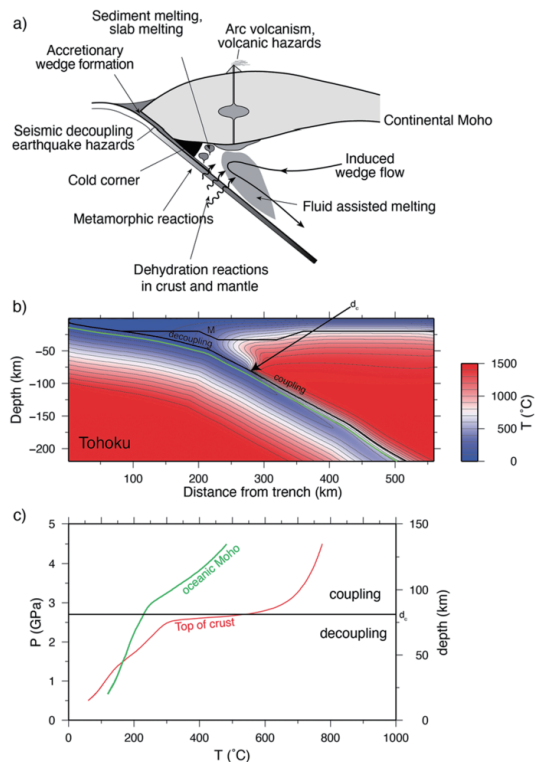 a)
Sediment melting,
slab melting
Arc volcanism,
volcanic hazards
Accretionary
wedge formation
Continental Moho
Seismic decoupling
earthquake hazards
Induced
wedge flow
Cold corner
Fluid assisted melting
Metamorphic reactions
Dehydration reactions
in crust and mantle
b)
d_c
0
−50
−100
−150
−200
Depth (km)
M
decoupling
coupling
Tohoku
0 100 200 300 400 500
Distance from trench (km)
1500
1000
500
0
T (°C)
c)
5
4
3
2
1
0
P (GPa)
oceanic Moho
Top of crust
coupling
decoupling
150
100
d_c
50
0
depth (km)
0 200 400 600 800 1000
T (°C)